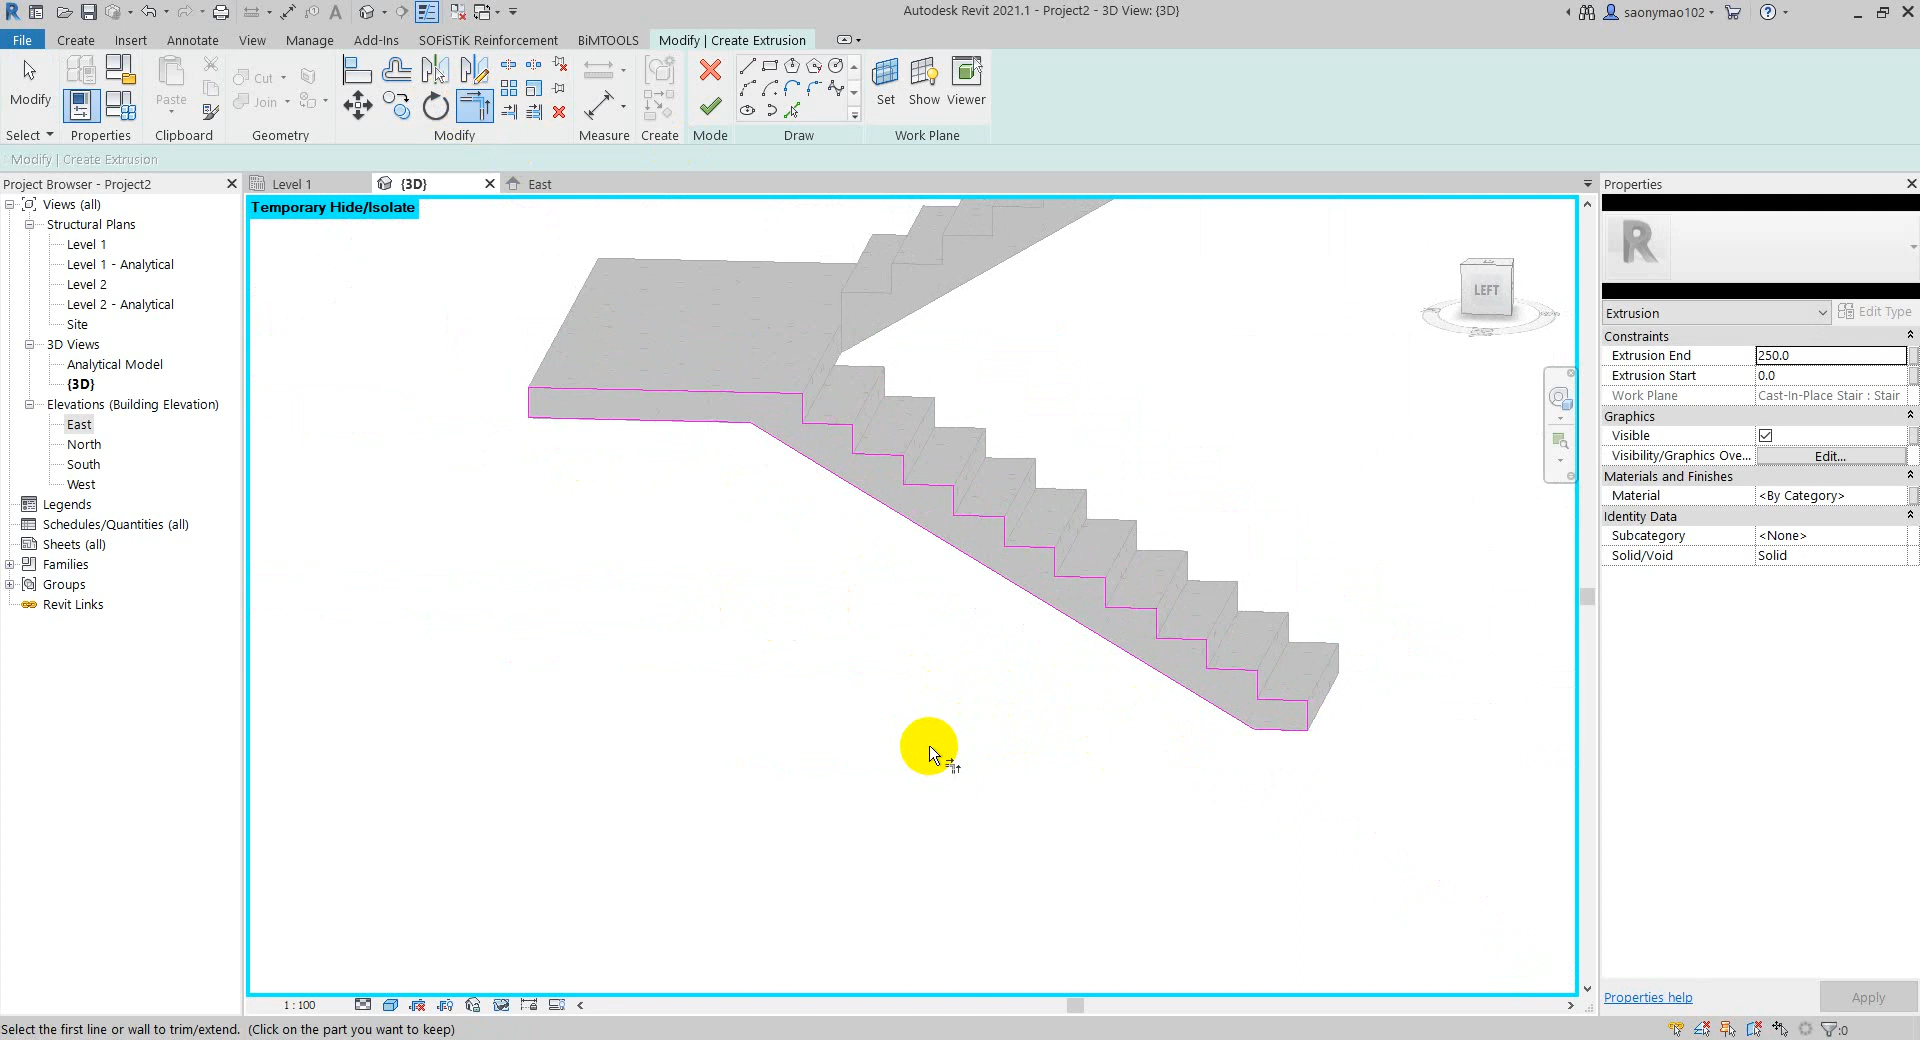 Autodesk Revit 2021.1 - Project2 - 3D View: {3D}
saonymao102
File
Create
Insert
Annotate
View
Manage
Add-Ins
SOFiSTiK Reinforcement
BiMTOOLS
Modify | Create Extrusion
Modify
Select
Properties
Paste
Clipboard
Cut
Join
Geometry
Modify
Measure
Create
Mode
Draw
Set
Show
Viewer
Work Plane
Modify | Create Extrusion
Project Browser - Project2
Views (all)
Structural Plans
Level 1
Level 1 - Analytical
Level 2
Level 2 - Analytical
Site
3D Views
Analytical Model
{3D}
Elevations (Building Elevation)
East
North
South
West
Legends
Schedules/Quantities (all)
Sheets (all)
Families
Groups
Revit Links
Level 1
{3D}
East
Temporary Hide/Isolate
LEFT
Properties
Extrusion
Edit Type
Constraints
Extrusion End
250.0
Extrusion Start
0.0
Work Plane
Cast-In-Place Stair : Stair
Graphics
Visible
Visibility/Graphics Ove...
Edit...
Materials and Finishes
Material
<By Category>
Identity Data
Subcategory
<None>
Solid/Void
Solid
Properties help
Apply
1 : 100
Select the first line or wall to trim/extend. (Click on the part you want to keep)
:0